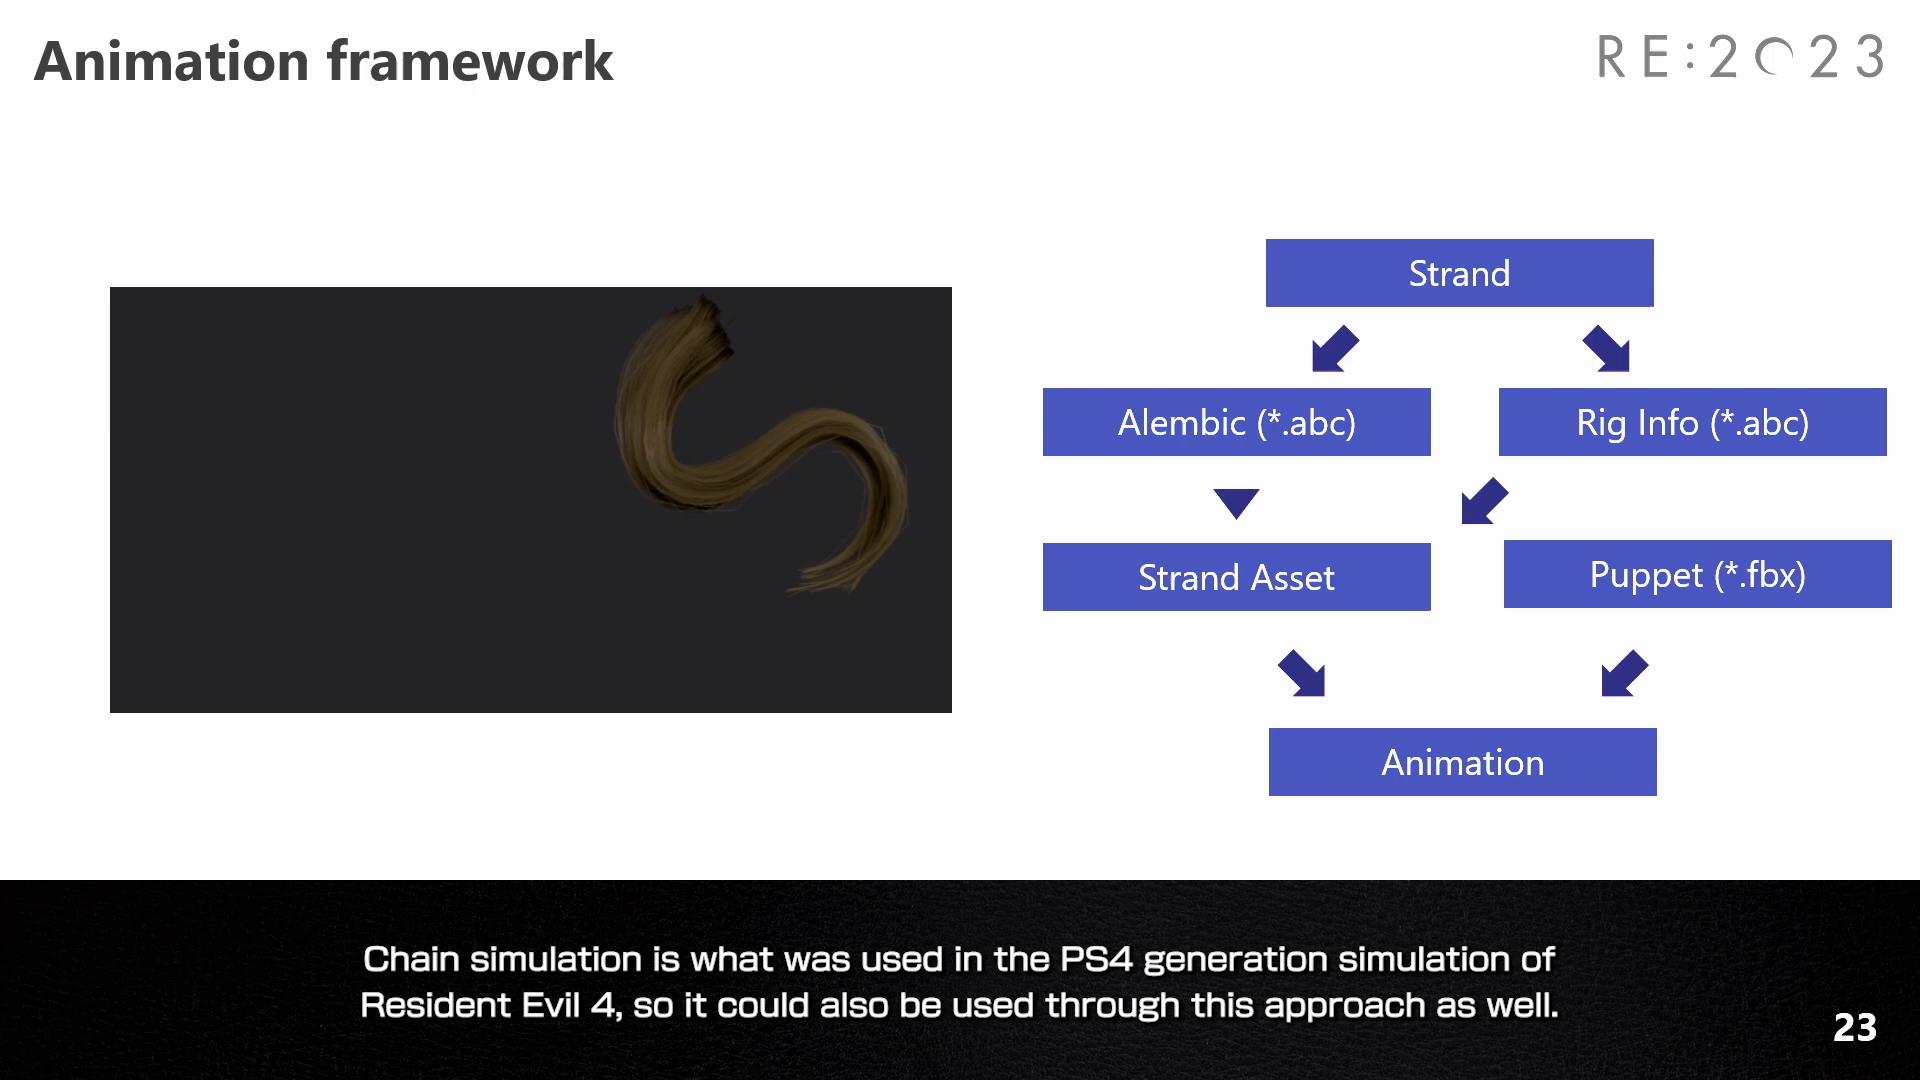 Animation framework
RE:2023
Strand
Alembic (*.abc)
Rig Info (*.abc)
Strand Asset
Puppet (*.fbx)
Animation
Chain simulation is what was used in the PS4 generation simulation of
Resident Evil 4, so it could also be used through this approach as well.
23